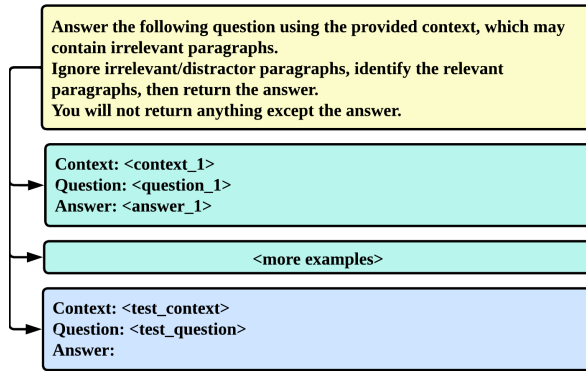 Answer the following question using the provided context, which may
contain irrelevant paragraphs.
Ignore irrelevant/distractor paragraphs, identify the relevant
paragraphs, then return the answer.
You will not return anything except the answer.
Context: <context_1>
Question: <question_1>
Answer: <answer_1>
<more examples>
Context: <test_context>
Question: <test_question>
Answer: